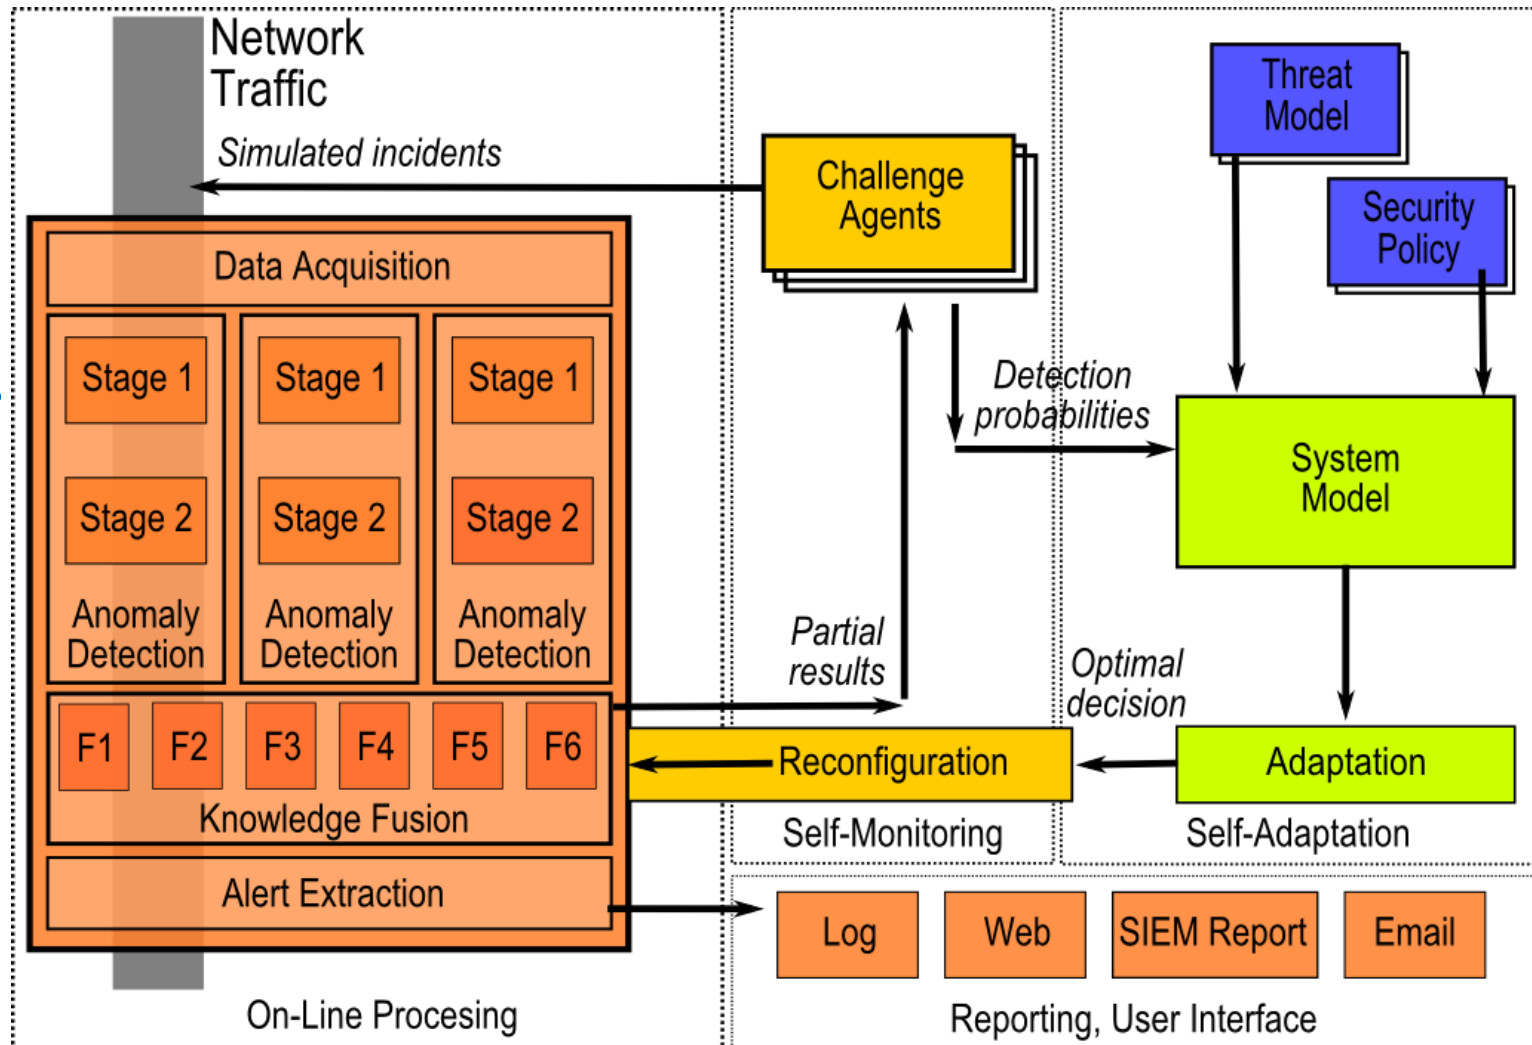 Network
Traffic
Simulated incidents
Data Acquisition
Stage 1
Stage 1
Stage 1
Stage 2
Stage 2
Stage 2
Anomaly
Detection
Anomaly
Detection
Anomaly
Detection
F1
F2
F3
F4
F5
F6
Knowledge Fusion
Alert Extraction
On-Line Procesing
Challenge
Agents
Detection
probabilities
Partial
results
Reconfiguration
Self-Monitoring
Threat
Model
Security
Policy
System
Model
Optimal
decision
Adaptation
Self-Adaptation
Log
Web
SIEM Report
Email
Reporting, User Interface